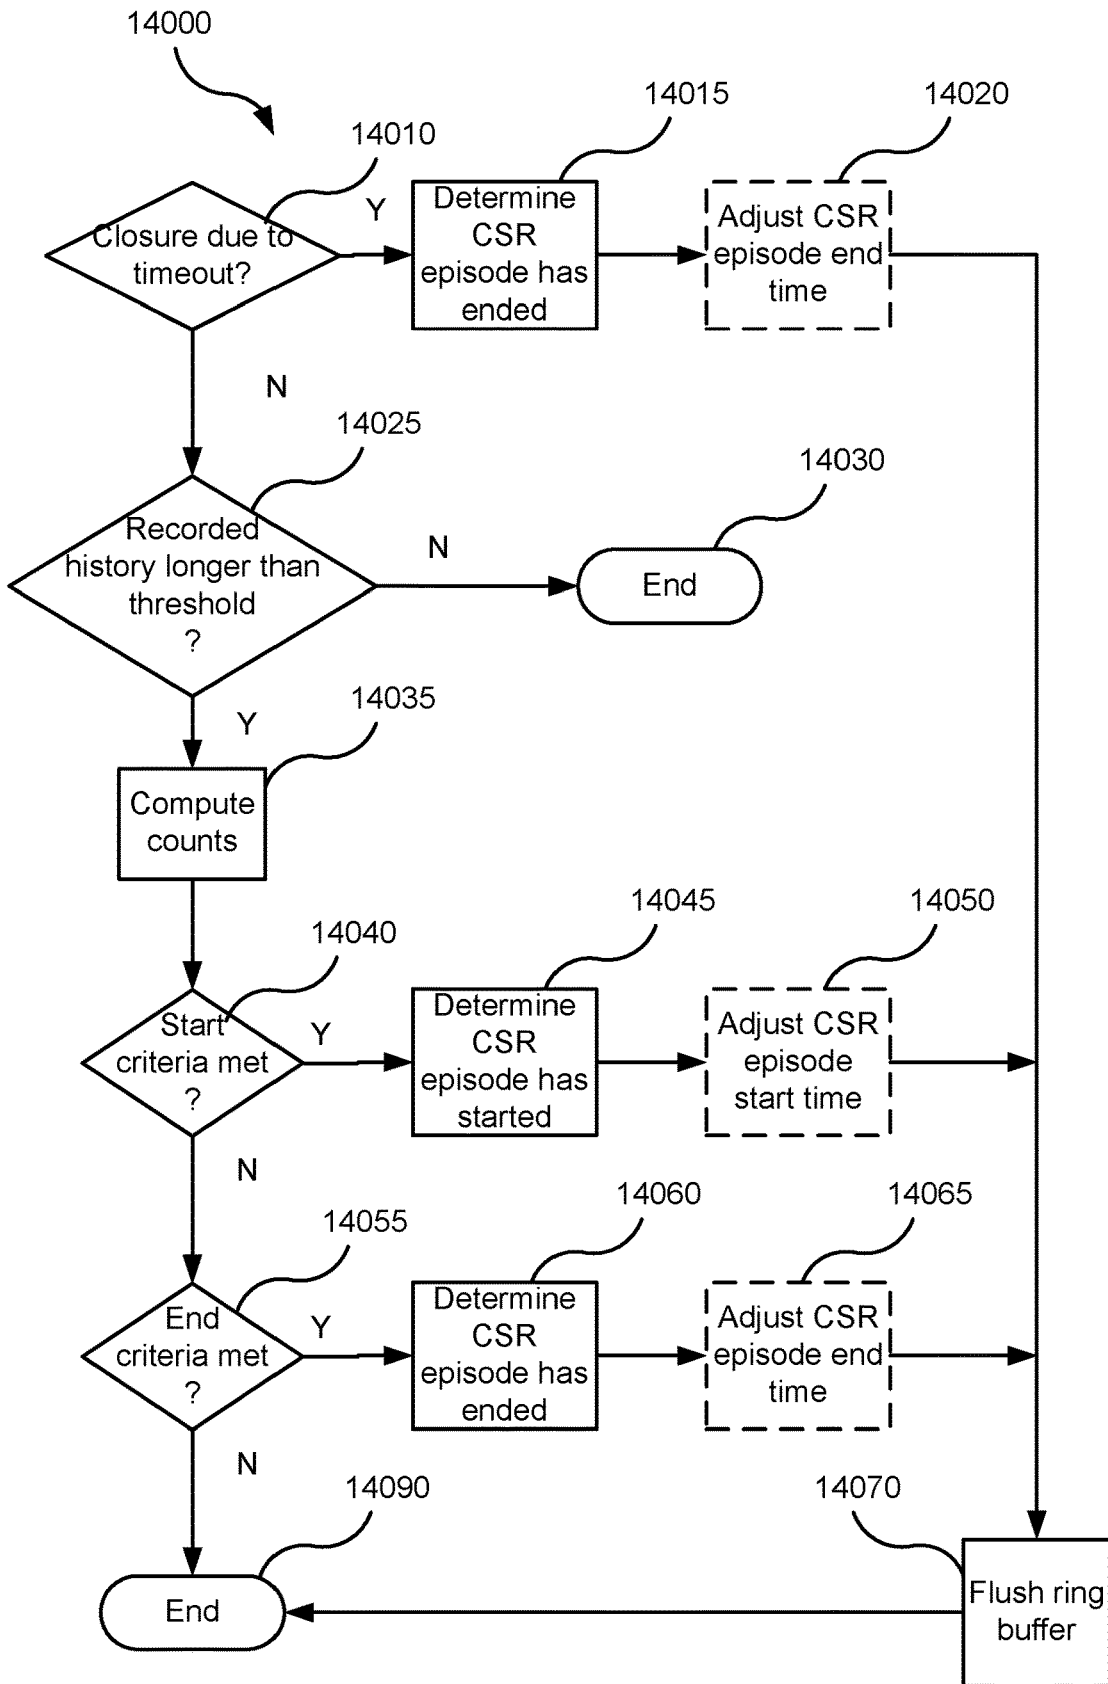 14000
14010
14015
14020
Closure due to
timeout?
Y
Determine
CSR
episode has
ended
Adjust CSR
episode end
time
N
14025
14030
Recorded
history longer than
threshold
?
N
End
Y
14035
Compute
counts
14040
14045
14050
Start
criteria met
?
Y
Determine
CSR
episode has
started
Adjust CSR
episode
start time
N
14055
14060
14065
End
criteria met
?
Y
Determine
CSR
episode has
ended
Adjust CSR
episode end
time
N
14090
14070
End
Flush ring
buffer